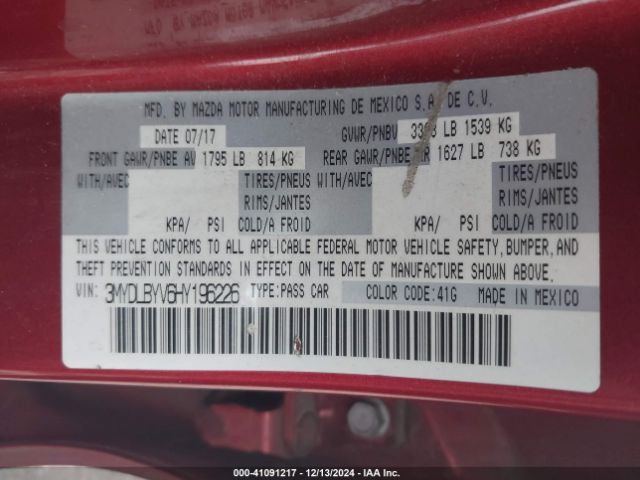 MFD. BY MAZDA MOTOR MANUFACTURING DE MEXICO S.A. DE C.V.
DATE 07/17 GVWR/PNBV LB 1539 KG
FRONT GAWR/PNBE AV 1795 LB 814 KG REAR GAWR/PNBE AR 1627 LB 738 KG
WITH/AVEC TIRES/PNEUS WITH/AVEC TIRES/PNEUS
RIMS/JANTES RIMS/JANTES
KPA/ PSI COLD/A FROID KPA/ PSI COLD/A FROID
THIS VEHICLE CONFORMS TO ALL APPLICABLE FEDERAL MOTOR VEHICLE SAFETY, BUMPER, AND
THEFT PREVENTION STANDARDS IN EFFECT ON THE DATE OF MANUFACTURE SHOWN ABOVE.
VIN: 3MYDLBYV6HY196226 TYPE:PASS CAR COLOR CODE:41G MADE IN MEXICO
000-41091217 - 12/13/2024 - IAA Inc.